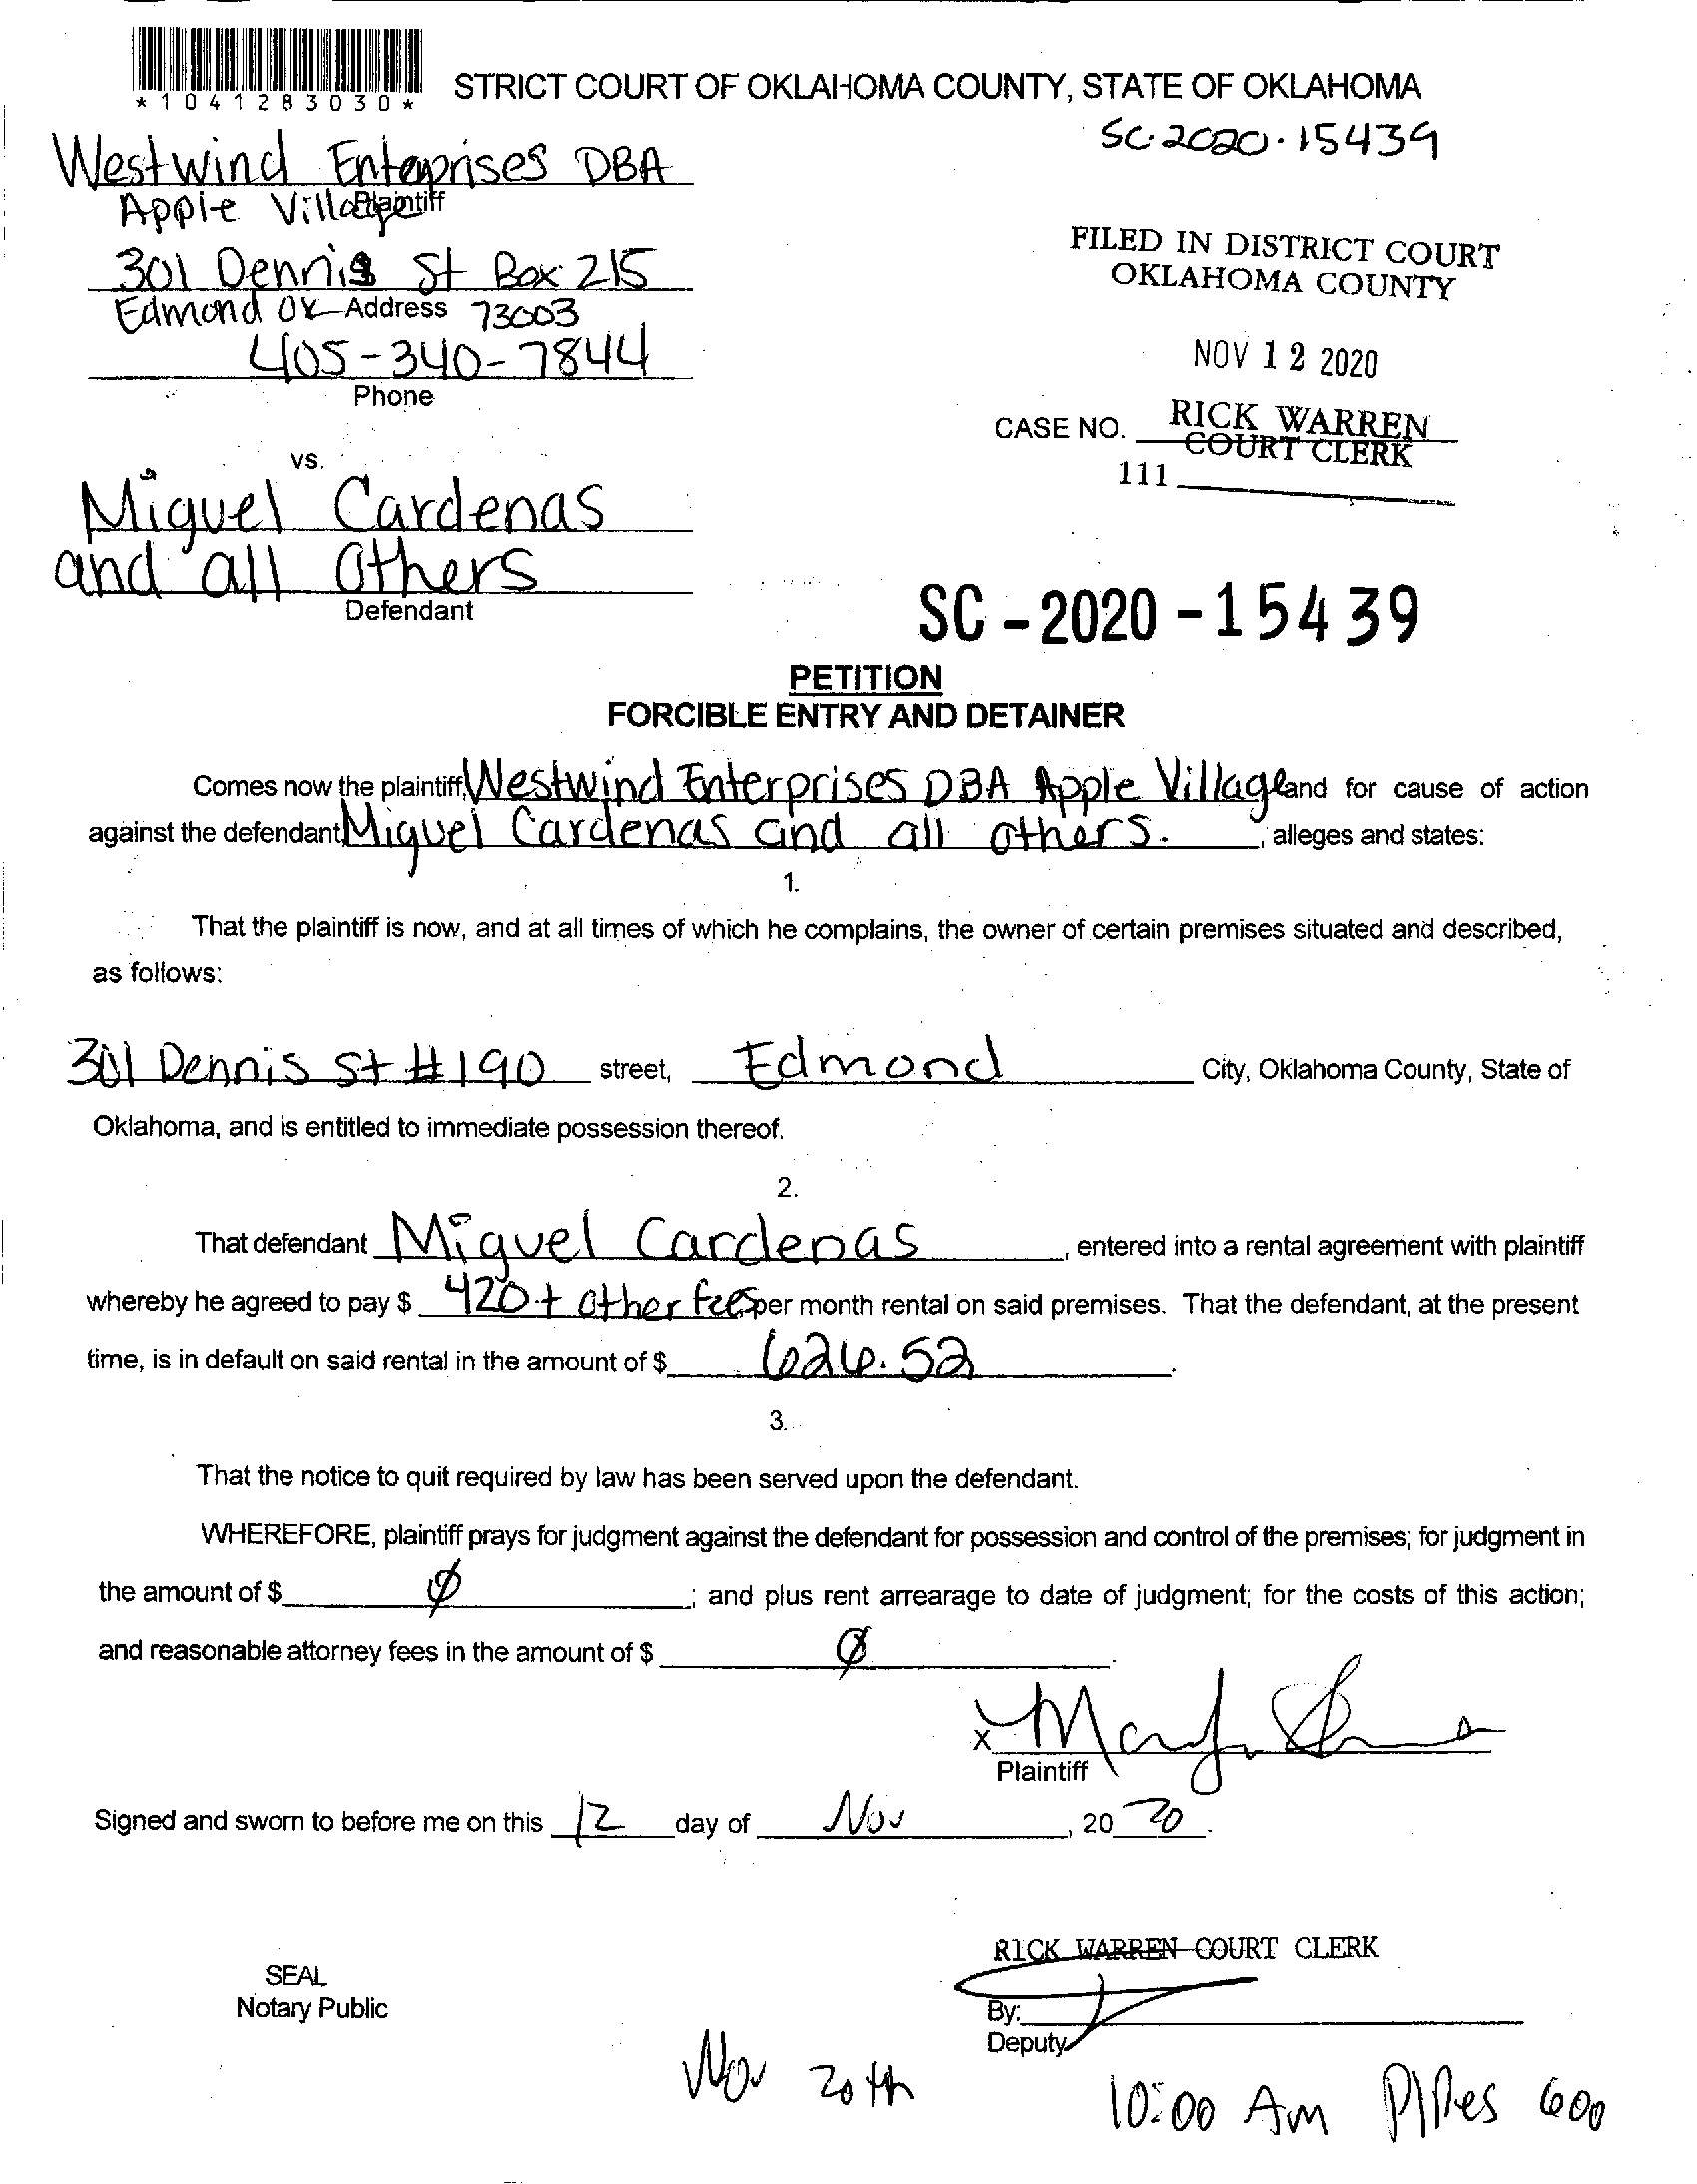 *1041283030*
STRICT COURT OF OKLAHOMA COUNTY, STATE OF OKLAHOMA
SC-2020-15439
Westwind Enterprises DBA
Apple Village
Plaintiff
301 Dennis St Box 215
Edmond OK 73003
Address
405-340-7844
Phone
FILED IN DISTRICT COURT
OKLAHOMA COUNTY
NOV 12 2020
RICK WARREN
COURT CLERK
CASE NO.
111
vs.
Miguel Cardenas
and all others
Defendant
SC-2020-15439
PETITION
FORCIBLE ENTRY AND DETAINER
Comes now the plaintiff, Westwind Enterprises DBA Apple Village and for cause of action
against the defendant Miguel Cardenas and all others. , alleges and states:
1.
That the plaintiff is now, and at all times of which he complains, the owner of certain premises situated and described,
as follows:
301 Dennis St #190 street, Edmond City, Oklahoma County, State of
Oklahoma, and is entitled to immediate possession thereof.
2.
That defendant Miguel Cardenas, entered into a rental agreement with plaintiff
whereby he agreed to pay $ 420 + other fees per month rental on said premises. That the defendant, at the present
time, is in default on said rental in the amount of $ 626.52.
3.
That the notice to quit required by law has been served upon the defendant.
WHEREFORE, plaintiff prays for judgment against the defendant for possession and control of the premises; for judgment in
the amount of $ Ø ; and plus rent arrearage to date of judgment; for the costs of this action;
and reasonable attorney fees in the amount of $ Ø.
X
Plaintiff
Signed and sworn to before me on this 12 day of Nov, 20 20.
RICK WARREN COURT CLERK
SEAL
Notary Public
By:
Deputy
Nov 20th
10:00 AM Pipes 600